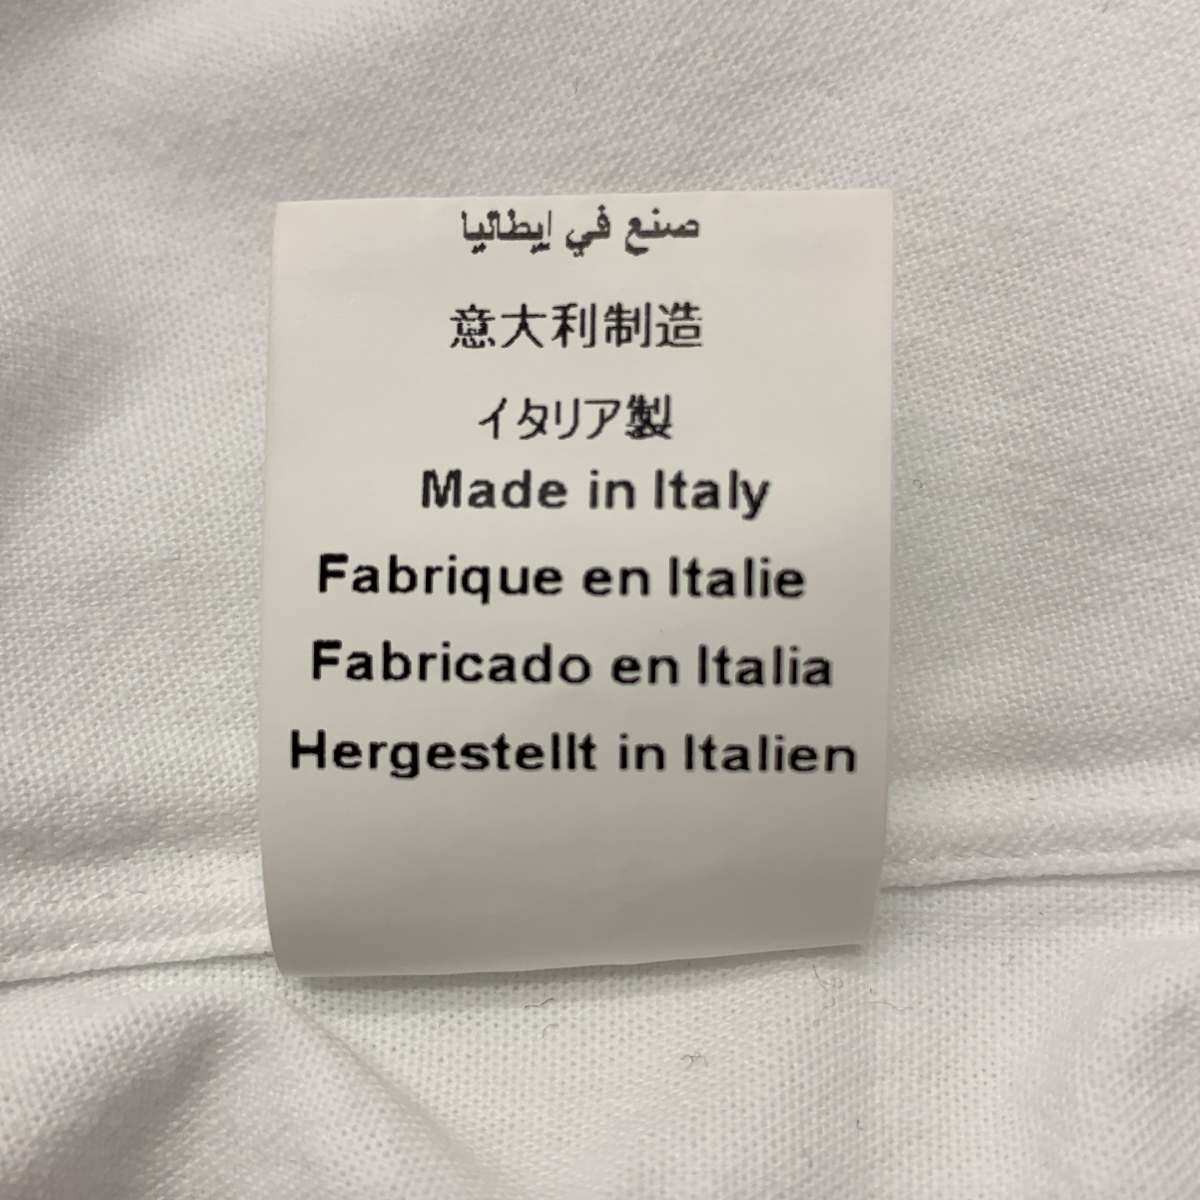 صنع في إيطاليا
意大利制造
イタリア製
Made in Italy
Fabrique en Italie
Fabricado en Italia
Hergestellt in Italien